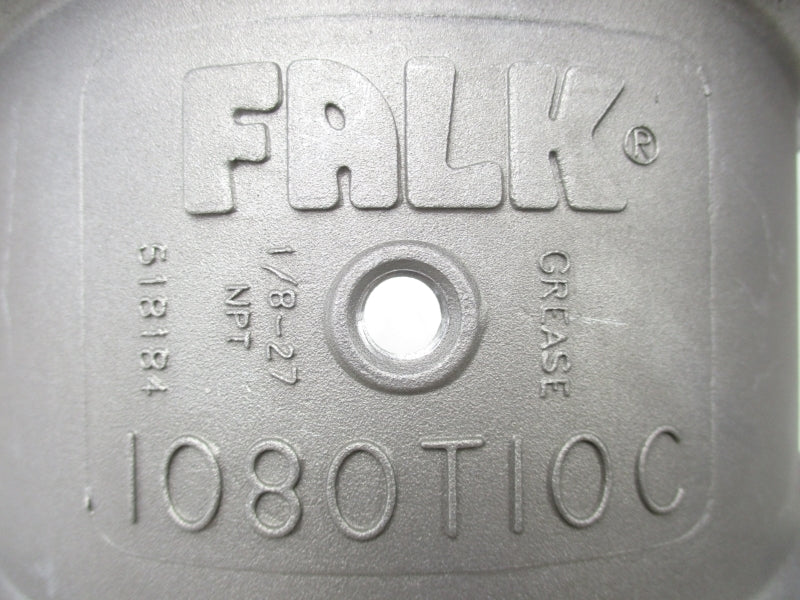 FALK®
518184
1/8-27
NPT
GREASE
1080T10C